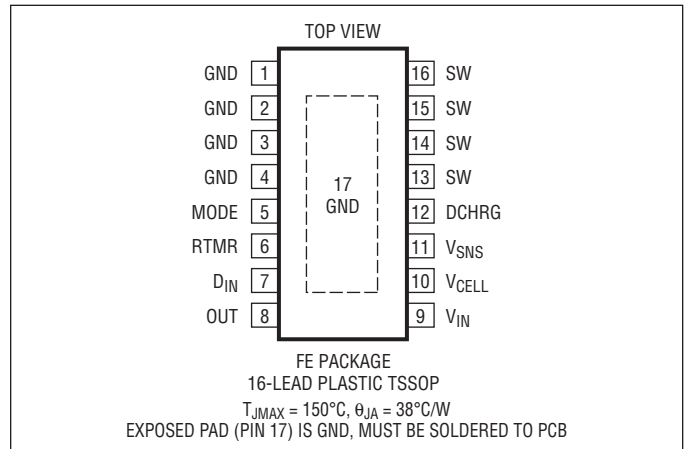 TOP VIEW
GND 1 16 SW
GND 2 15 SW
GND 3 14 SW
GND 4 13 SW
17
GND
MODE 5 12 DCHRG
RTMR 6 11 VSNS
DIN 7 10 VCELL
OUT 8 9 VIN
FE PACKAGE
16-LEAD PLASTIC TSSOP
TJMAX = 150°C, θJA = 38°C/W
EXPOSED PAD (PIN 17) IS GND, MUST BE SOLDERED TO PCB